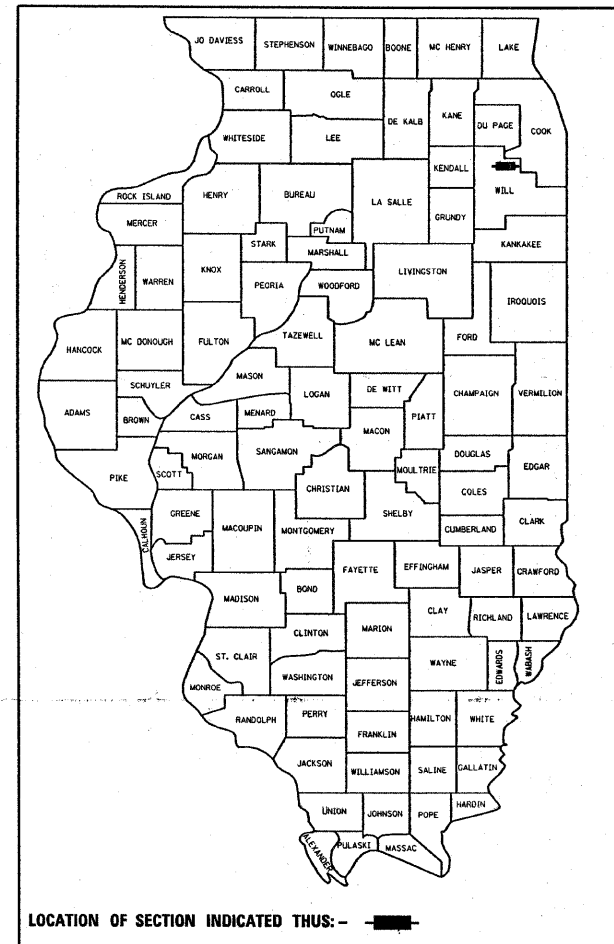 JO DAVIESS
STEPHENSON
WINNEBAGO
BOONE
MC HENRY
LAKE
CARROLL
OGLE
DE KALB
KANE
DU PAGE
COOK
WHITESIDE
LEE
KENDALL
WILL
ROCK ISLAND
HENRY
BUREAU
LA SALLE
GRUNDY
MERCER
PUTNAM
STARK
MARSHALL
KANKAKEE
HENDERSON
WARREN
KNOX
PEORIA
WOODFORD
LIVINGSTON
IROQUOIS
HANCOCK
MC DONOUGH
FULTON
TAZEWELL
MC LEAN
FORD
SCHUYLER
MASON
LOGAN
DE WITT
CHAMPAIGN
VERMILION
ADAMS
BROWN
CASS
MENARD
MACON
PIATT
PIKE
SCOTT
MORGAN
SANGAMON
CHRISTIAN
MOULTRIE
DOUGLAS
EDGAR
COLES
CALHOUN
GREENE
MACOUPIN
MONTGOMERY
SHELBY
CUMBERLAND
CLARK
JERSEY
MADISON
BOND
FAYETTE
EFFINGHAM
JASPER
CRAWFORD
CLINTON
MARION
CLAY
RICHLAND
LAWRENCE
ST. CLAIR
WASHINGTON
JEFFERSON
WAYNE
EDWARDS
WABASH
MONROE
RANDOLPH
PERRY
FRANKLIN
HAMILTON
WHITE
JACKSON
WILLIAMSON
SALINE
GALLATIN
UNION
JOHNSON
POPE
HARDIN
ALEXANDER
PULASKI
MASSAC
LOCATION OF SECTION INDICATED THUS: -